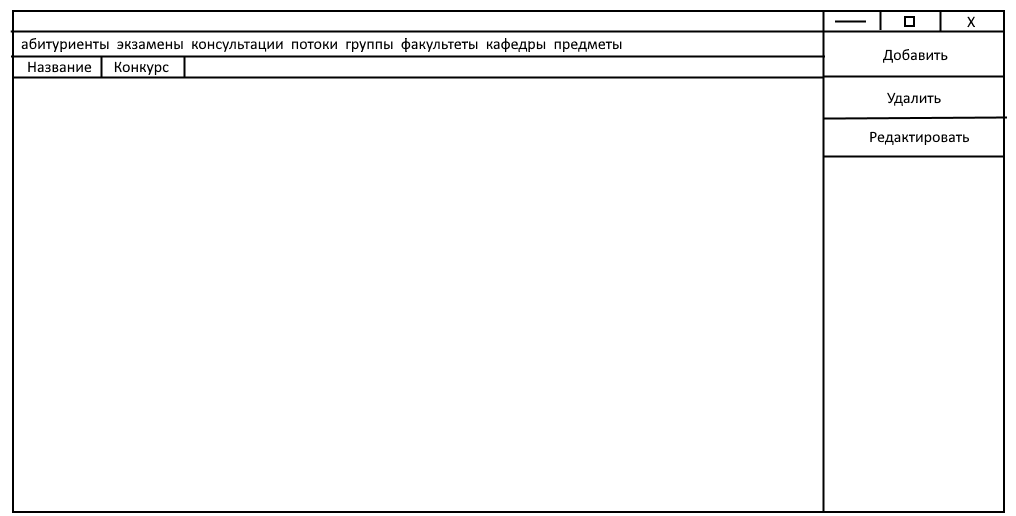 X
абитуриенты экзамены консультации потоки группы факультеты кафедры предметы
Добавить
Название Конкурс
Удалить
Редактировать